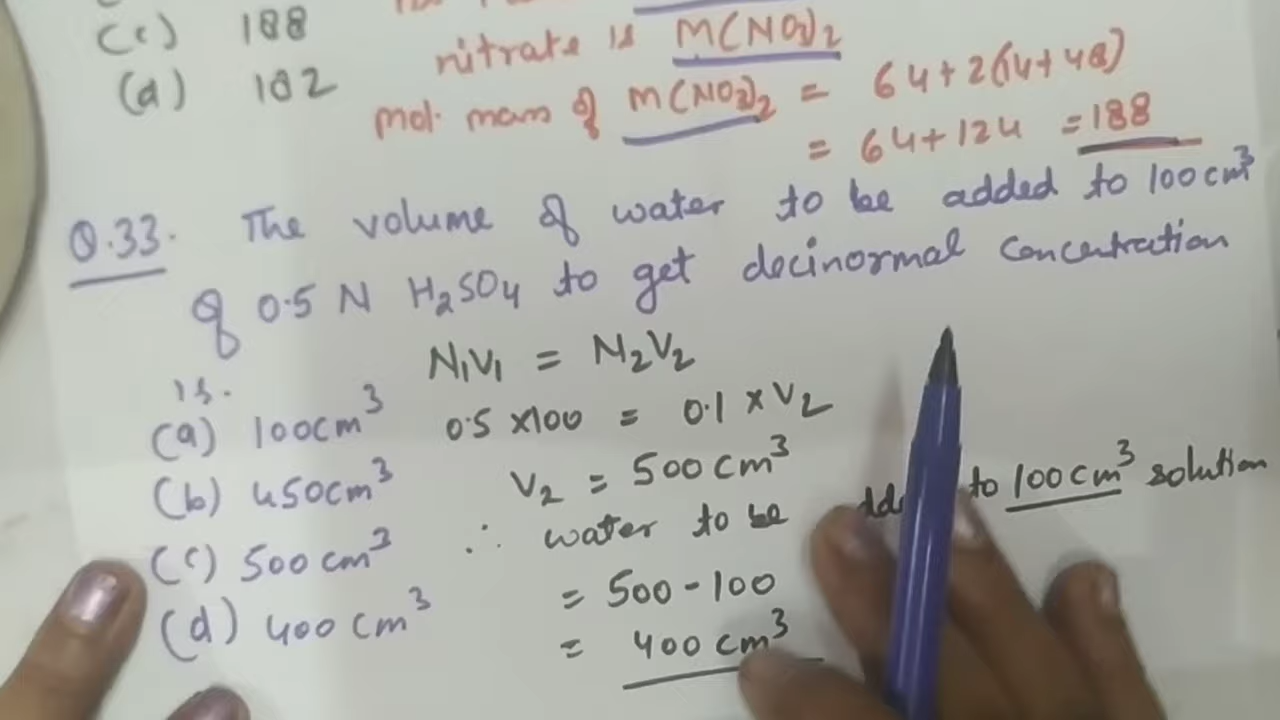 (c) 188
nitrate is M(NO3)2
(d) 182
mol. mass of M(NO3)2 = 64+2(14+48)
= 64+124 =188
Q.33. The volume of water to be added to 100cm³
of 0.5 N H2SO4 to get decinormal concentration
is.
N1V1 = N2V2
(a) 100cm³
0.5 ×100 = 0.1 × V2
(b) 450cm³
V2 = 500 cm³
∴ water to be to 100cm³ solution
(c) 500 cm³
= 500-100
(d) 400 cm³
= 400 cm³